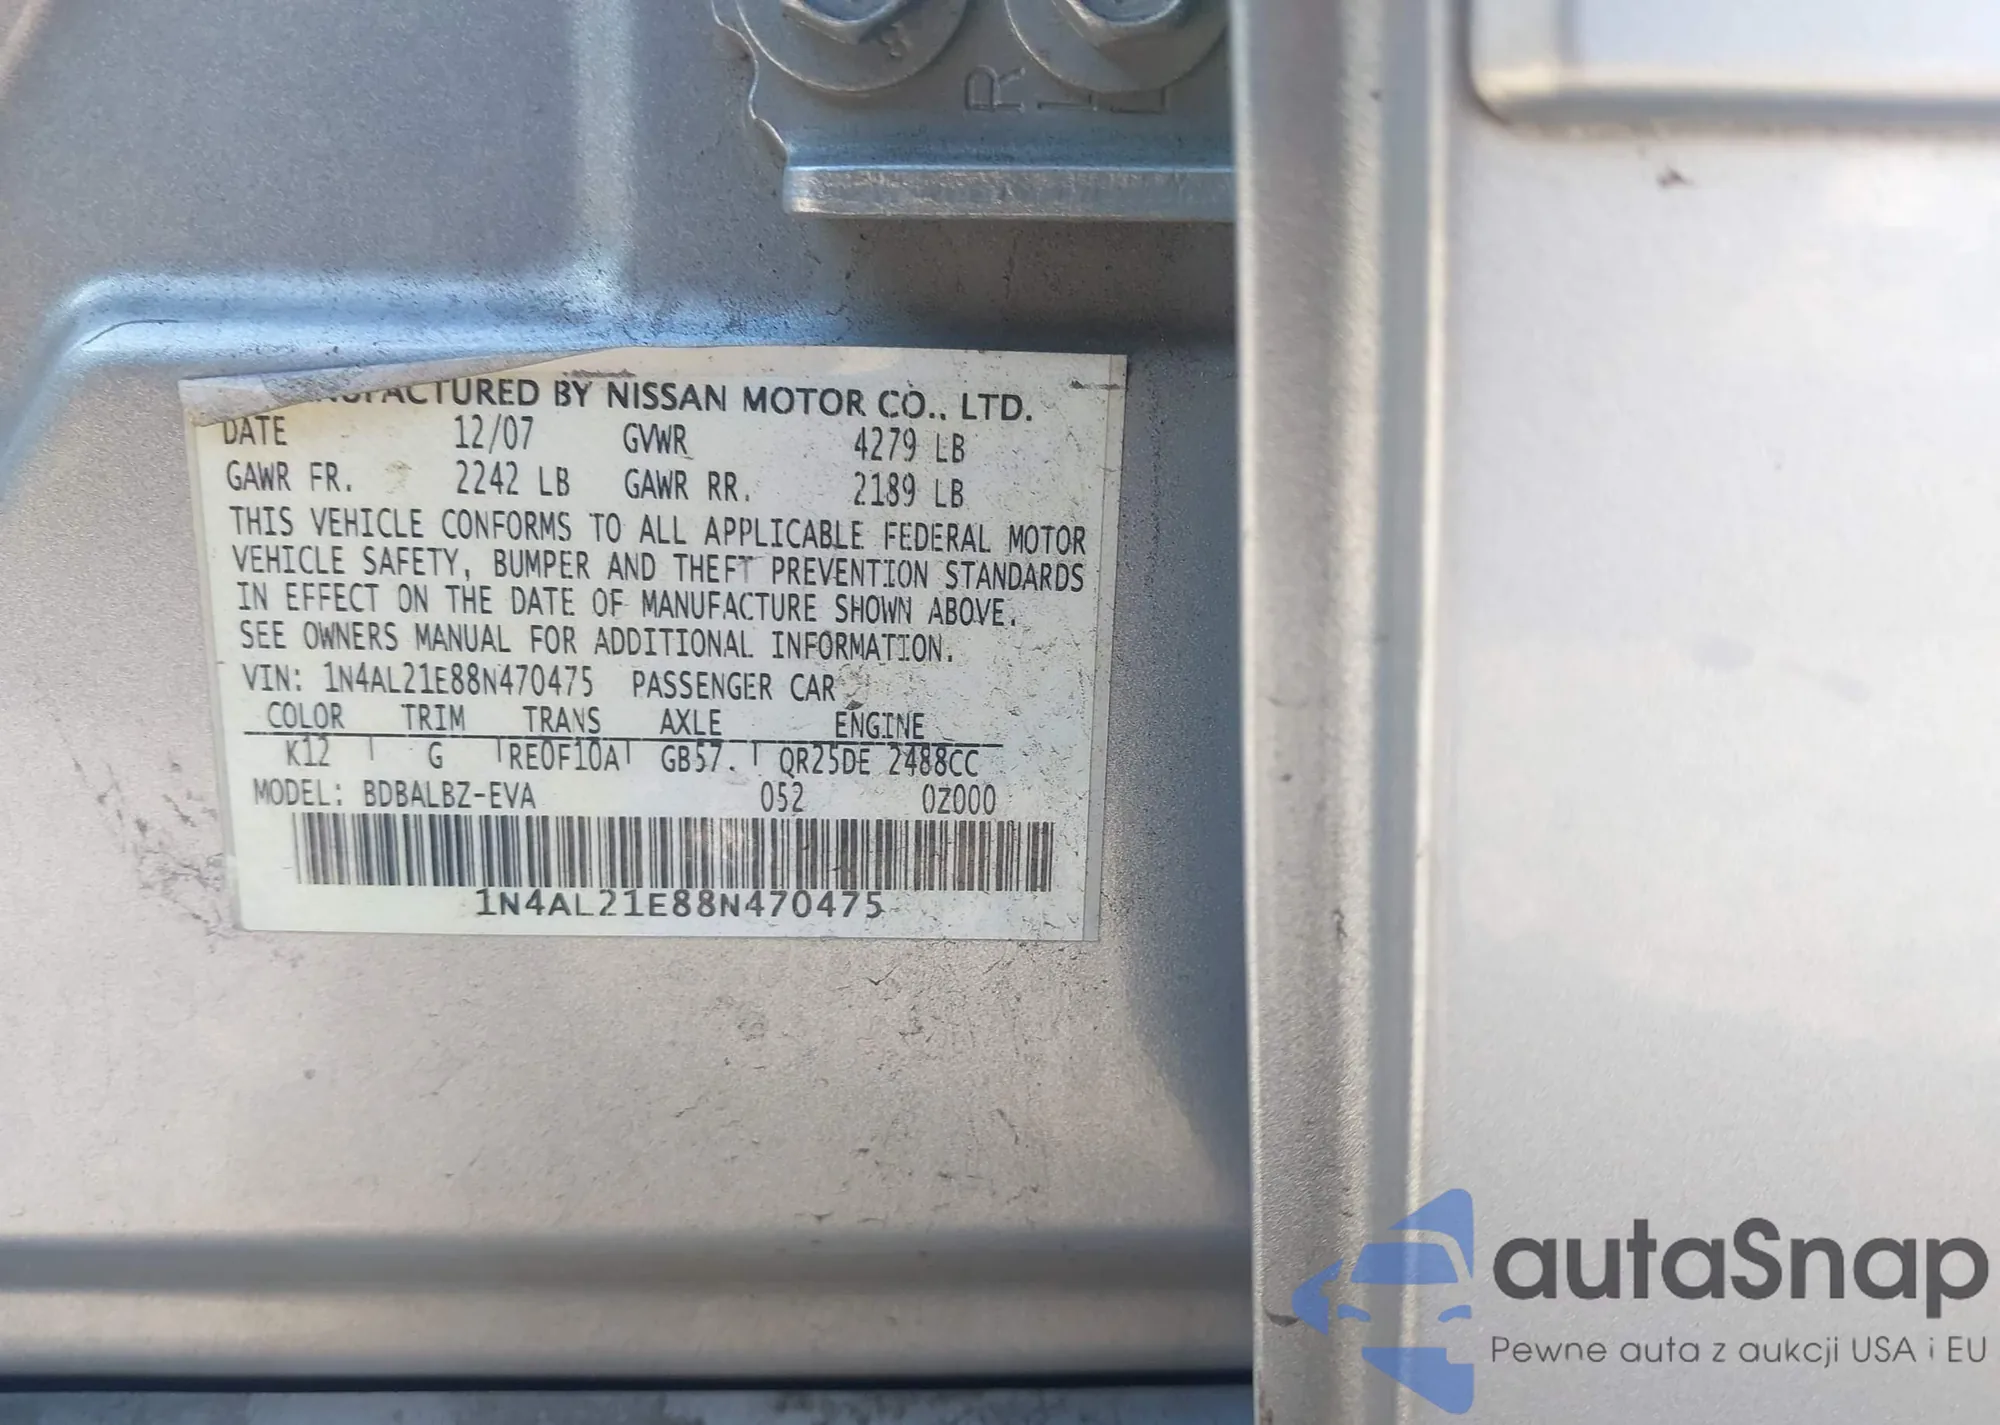 MANUFACTURED BY NISSAN MOTOR CO., LTD.
DATE 12/07 GVWR 4279 LB
GAWR FR. 2242 LB GAWR RR. 2189 LB
THIS VEHICLE CONFORMS TO ALL APPLICABLE FEDERAL MOTOR
VEHICLE SAFETY, BUMPER AND THEFT PREVENTION STANDARDS
IN EFFECT ON THE DATE OF MANUFACTURE SHOWN ABOVE.
SEE OWNERS MANUAL FOR ADDITIONAL INFORMATION.
VIN: 1N4AL21E88N470475 PASSENGER CAR
COLOR TRIM TRANS AXLE ENGINE
K12 G RE0F10A GB57. QR25DE 2488CC
MODEL: BDBALBZ-EVA 052 0Z000
1N4AL21E88N470475
autaSnap
Pewne auta z aukcji USA i EU